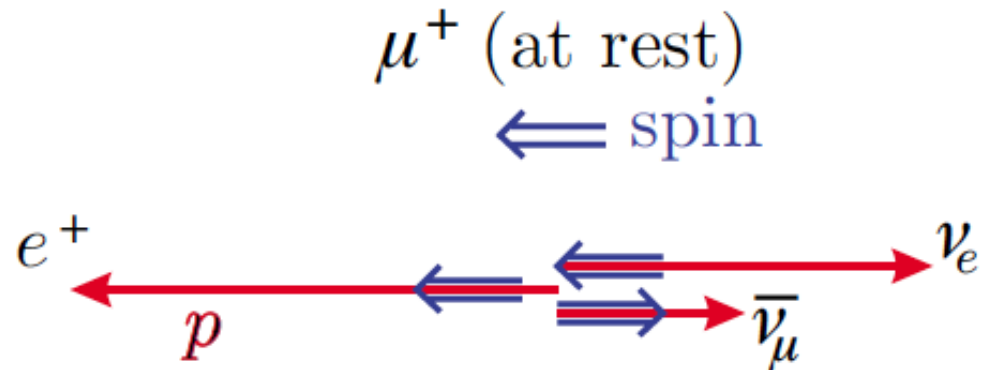 μ⁺ (at rest)
spin
e⁺
νₑ
p
ν̅_μ